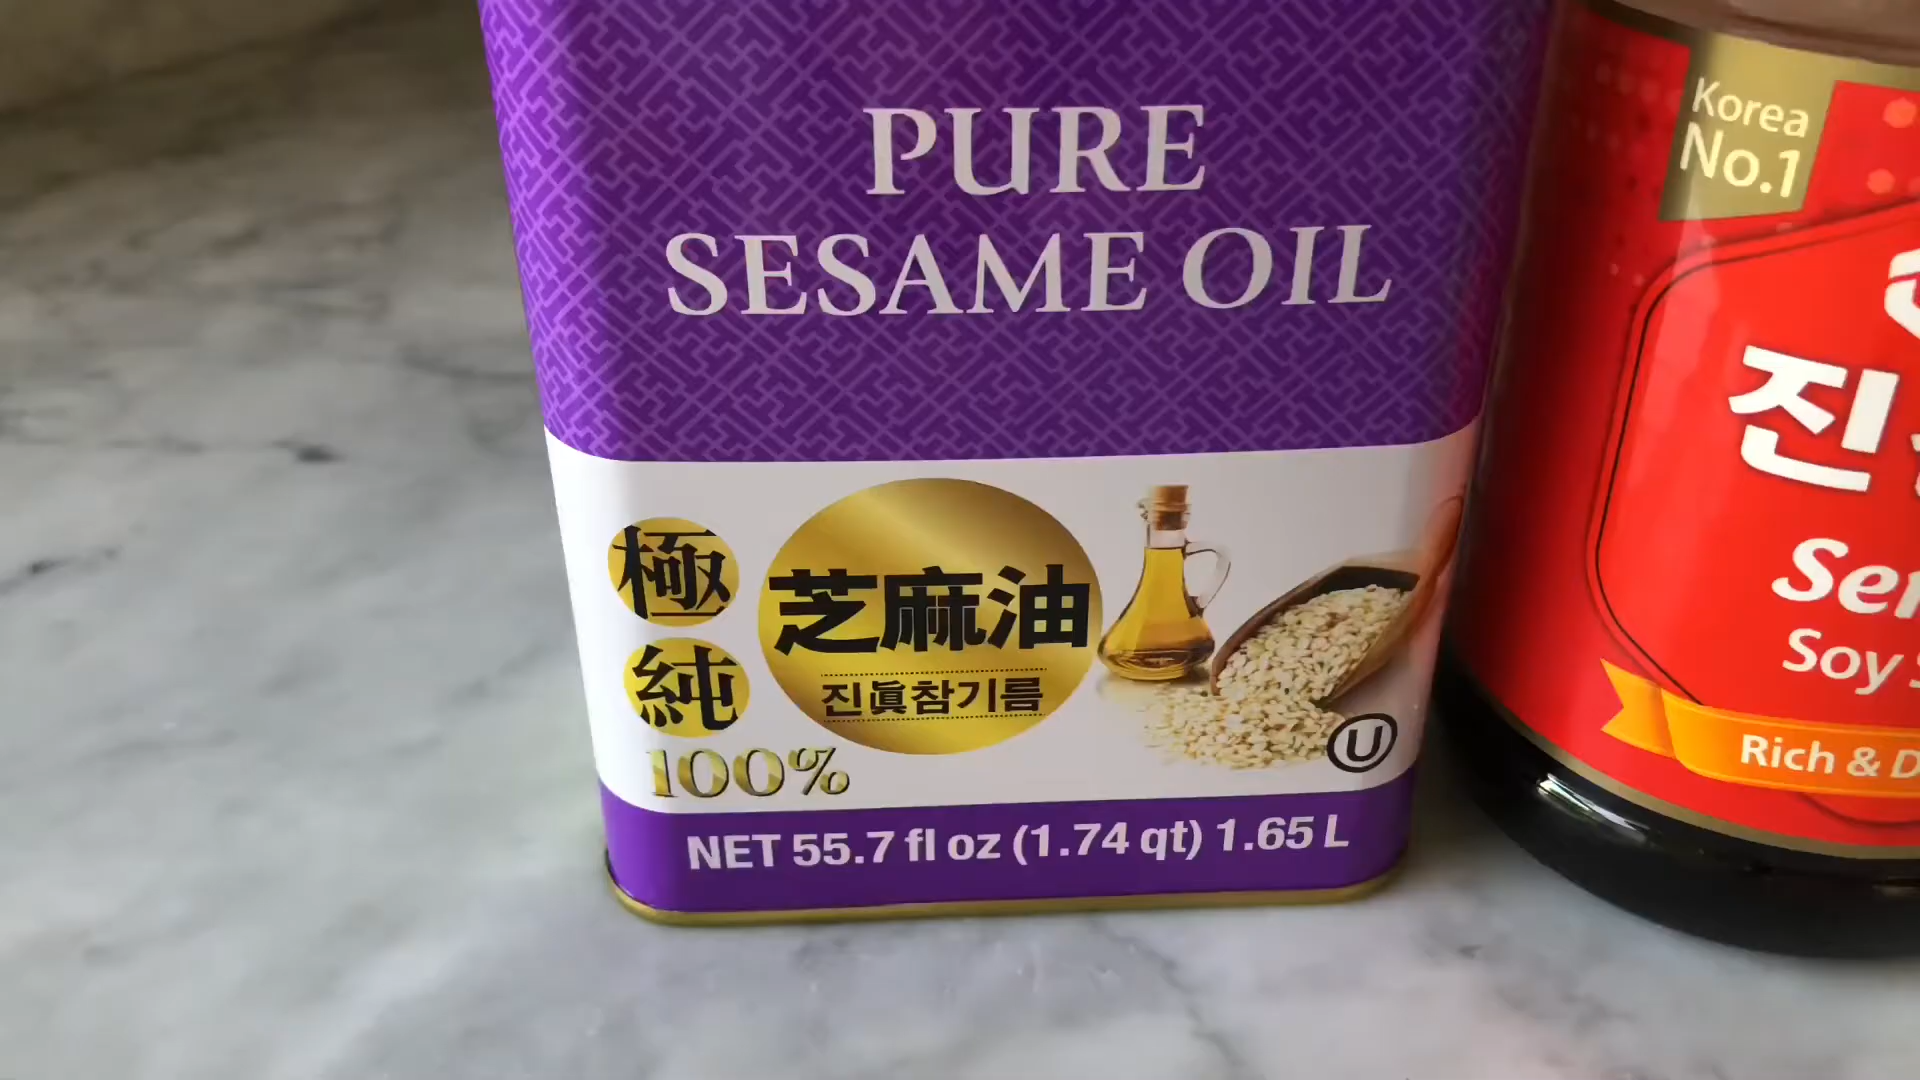 PURE
SESAME OIL
極
純
100%
芝麻油
진眞참기름
U
NET 55.7 fl oz (1.74 qt) 1.65 L
Korea
No.1
진
Soy
Rich &